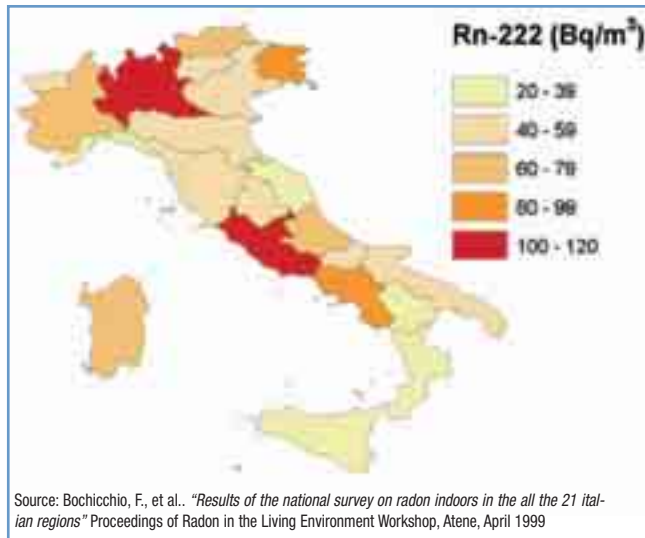 Rn-222 (Bq/m³)
20 - 39
40 - 59
60 - 79
80 - 99
100 - 120
Source: Bochicchio, F., et al.. “Results of the national survey on radon indoors in the all the 21 ital-
ian regions” Proceedings of Radon in the Living Environment Workshop, Atene, April 1999